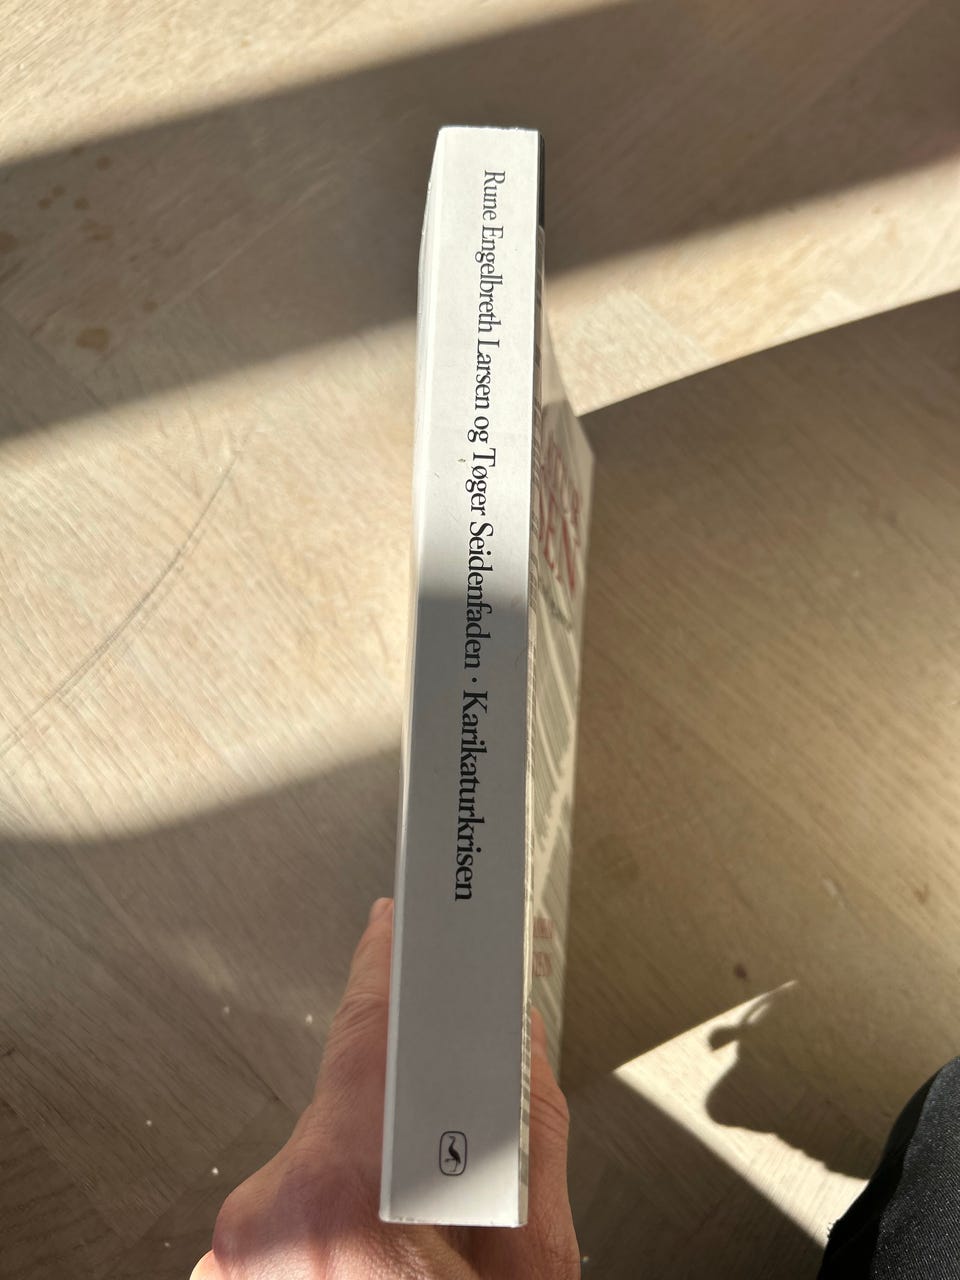 Rune Engelbreth Larsen og Tøger Seidenfaden · Karikaturkrisen